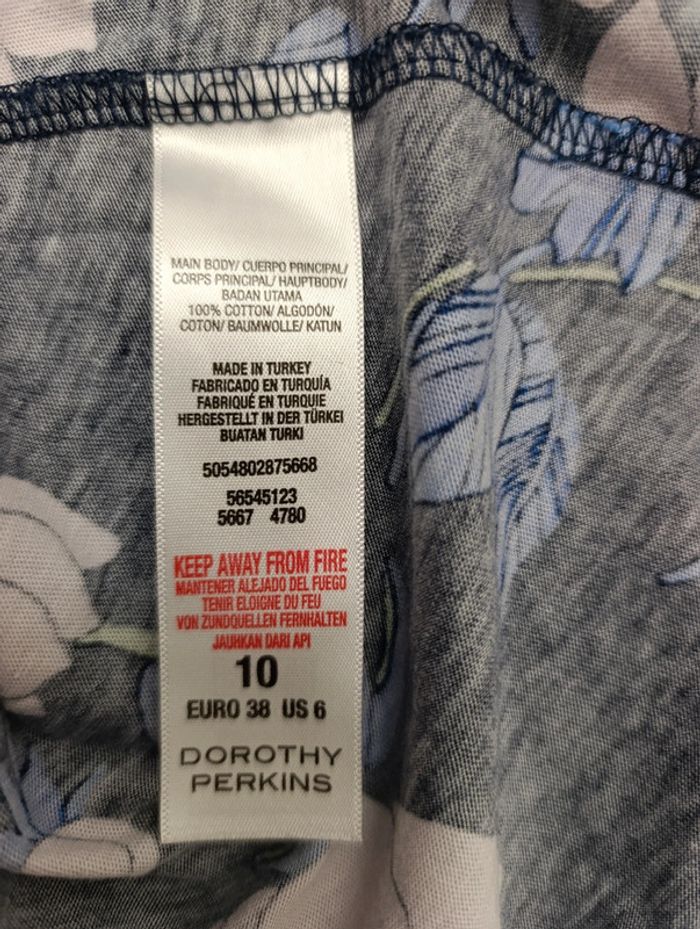 MAIN BODY/ CUERPO PRINCIPAL/
CORPS PRINCIPAL/ HAUPTBODY/
BADAN UTAMA
100% COTTON/ ALGODÓN/
COTON/ BAUMWOLLE/ KATUN
MADE IN TURKEY
FABRICADO EN TURQUÍA
FABRIQUÉ EN TURQUIE
HERGESTELLT IN DER TÜRKEI
BUATAN TURKI
5054802875668
56545123
5667 4780
KEEP AWAY FROM FIRE
MANTENER ALEJADO DEL FUEGO
TENIR ELOIGNE DU FEU
VON ZUNDQUELLEN FERNHALTEN
JAUHKAN DARI API
10
EURO 38 US 6
DOROTHY
PERKINS